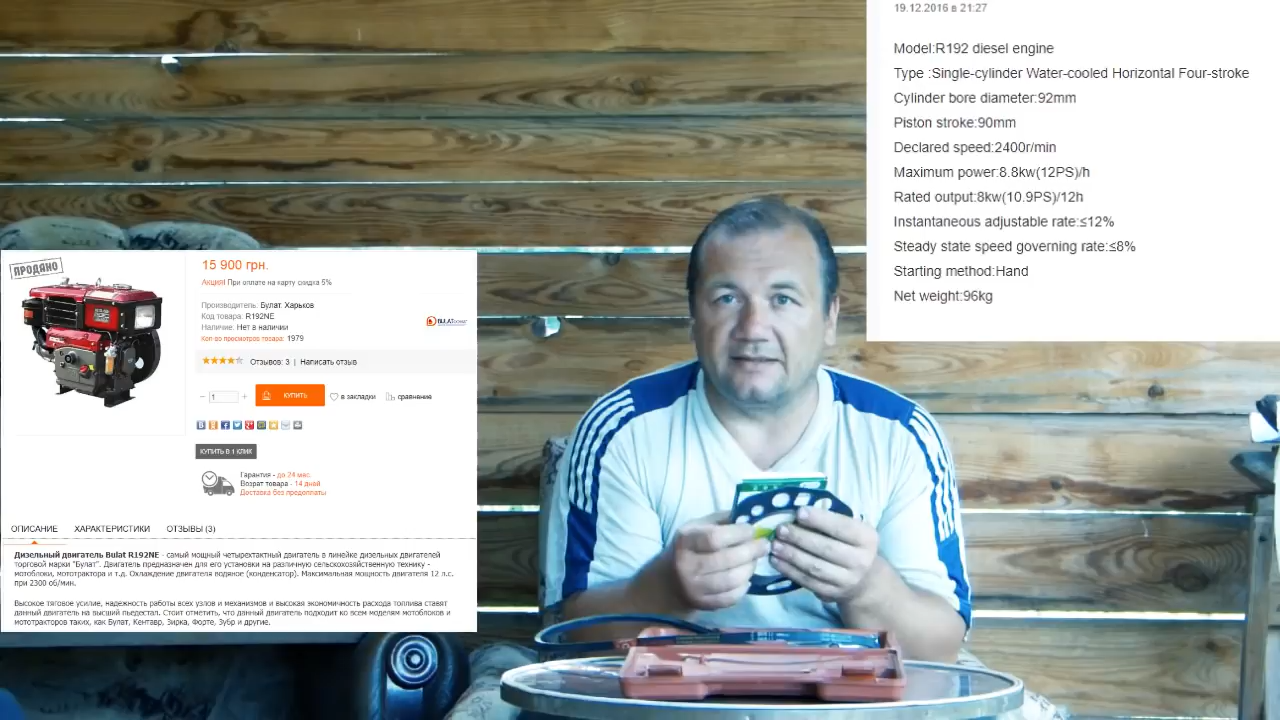 19.12.2016 в 21:27
Model:R192 diesel engine
Type :Single-cylinder Water-cooled Horizontal Four-stroke
Cylinder bore diameter:92mm
Piston stroke:90mm
Declared speed:2400r/min
Maximum power:8.8kw(12PS)/h
Rated output:8kw(10.9PS)/12h
Instantaneous adjustable rate:≤12%
Steady state speed governing rate:≤8%
Starting method:Hand
Net weight:96kg
ПРОДАНО
15 900 грн.
АКЦИЯ! При оплате на карту скидка 5%
Производитель: Булат. Харьков
Код товара: R192NE
Наличие: Нет в наличии
Кол-во просмотров товара: 1979
BULAT
Отзывов: 3 | Написать отзыв
1
КУПИТЬ
в закладки
сравнение
КУПИТЬ В 1 КЛИК
Гарантия - до 24 мес.
Возрат товара - 14 дней
Доставка без предоплаты
ОПИСАНИЕ ХАРАКТЕРИСТИКИ ОТЗЫВЫ (3)
Дизельный двигатель Bulat R192NE - самый мощный четырехтактный двигатель в линейке дизельных двигателей
торговой марки "Булат". Двигатель предназначен для его установки на различную сельскохозяйственную технику -
мотоблоки, мототрактора и т.д. Охлаждение двигателя водяное (конденсатор). Максимальная мощность двигателя 12 л.с.
при 2300 об/мин.
Высокое тяговое усилие, надежность работы всех узлов и механизмов и высокая экономичность расхода топлива ставят
данный двигатель на высший пьедестал. Стоит отметить, что данный двигатель подходит ко всем моделям мотоблоков и
мототракторов таких, как Булат, Кентавр, Зирка, Форте, Зубр и другие.